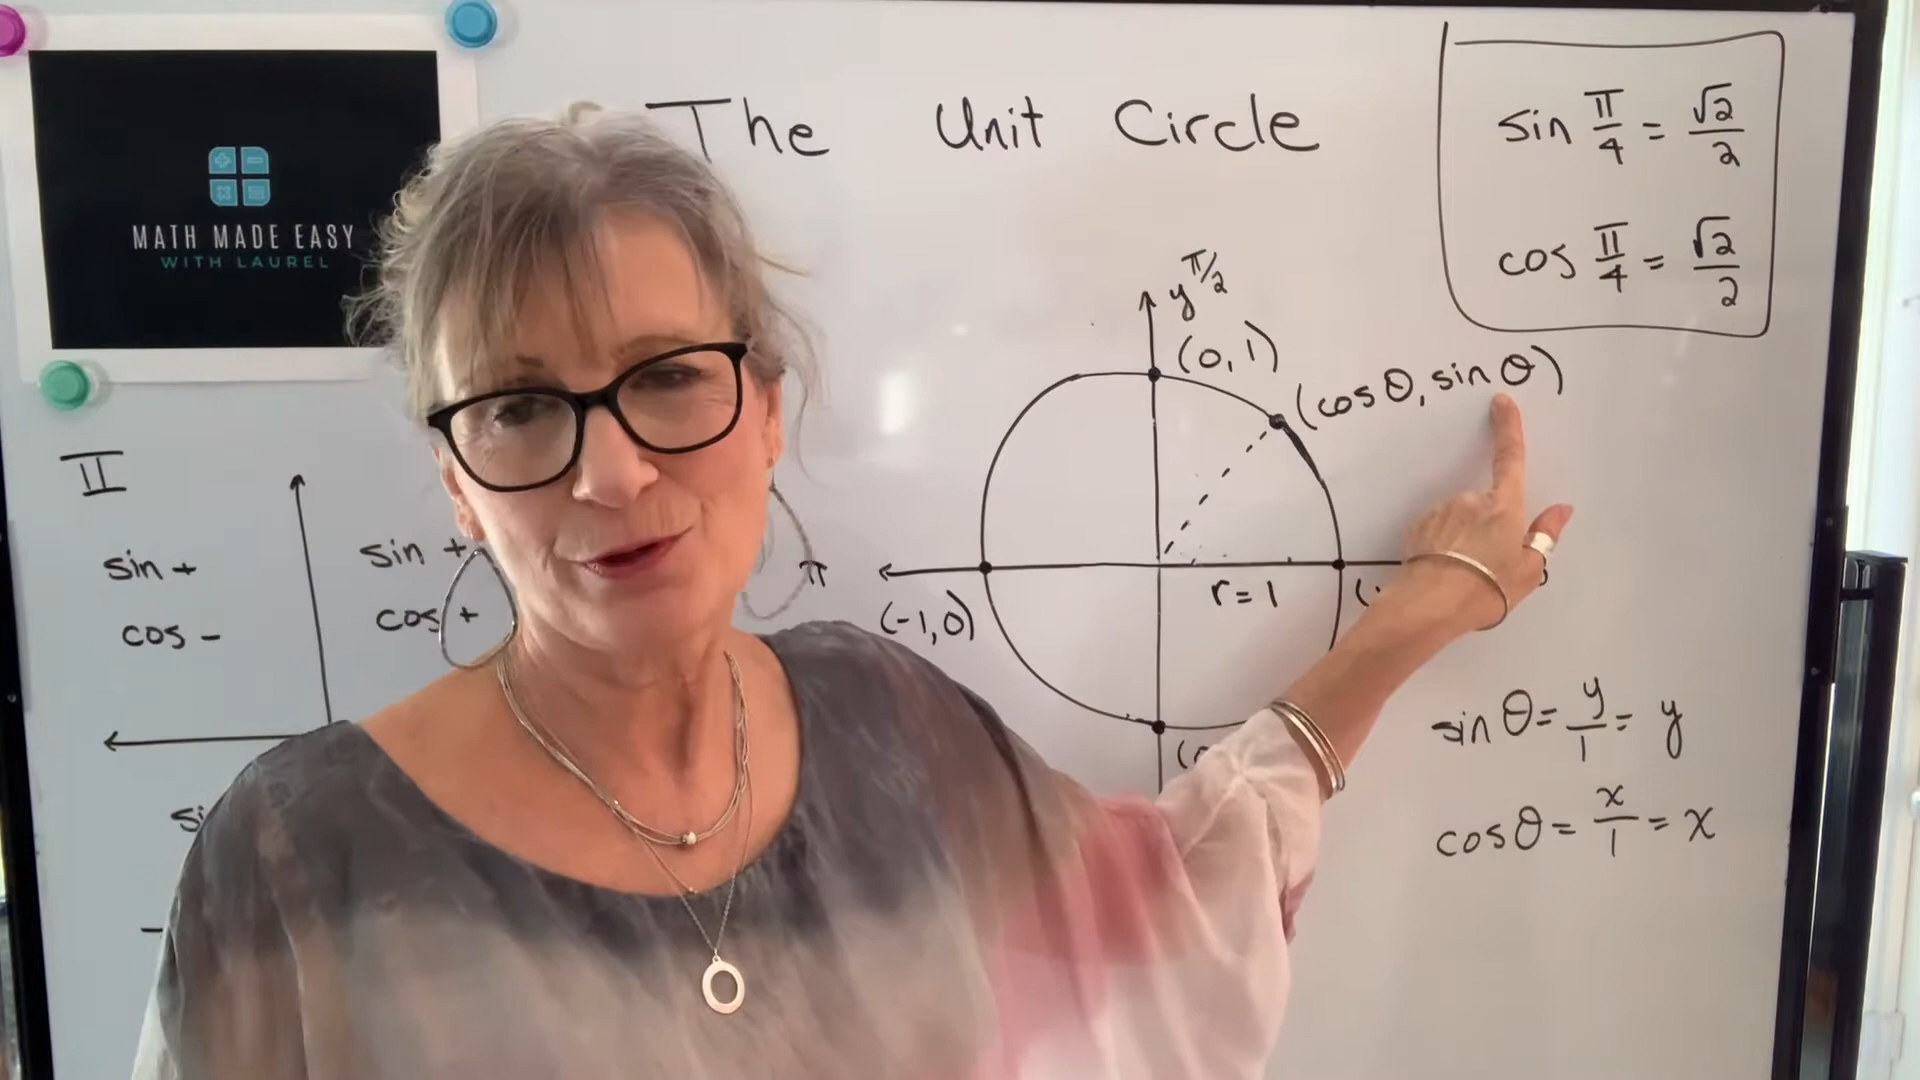 The Unit Circle
MATH MADE EASY
WITH LAUREL
sin π/4 = √2/2
cos π/4 = √2/2
y π/2
(0, 1)
(cos θ, sin θ)
II
sin +
cos -
sin +
cos +
π
(-1, 0)
r = 1
sin θ = y/1 = y
cos θ = x/1 = x